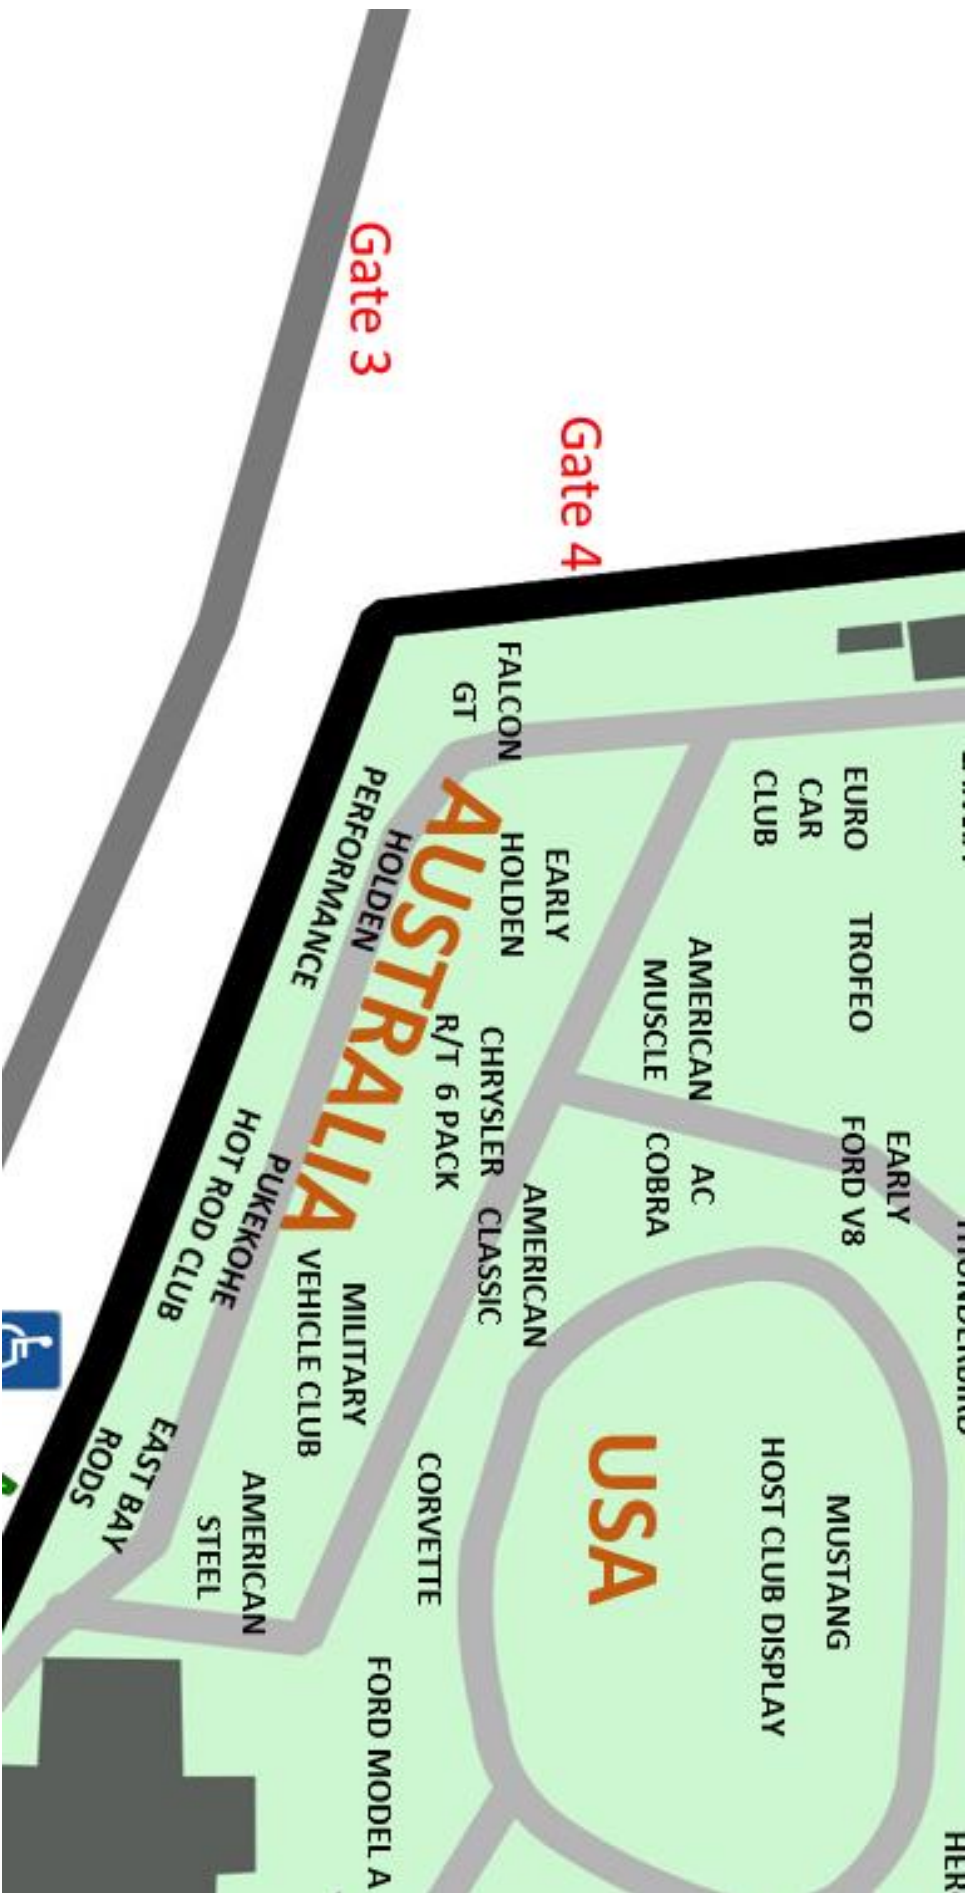 Gate 3
Gate 4
FALCON
GT
EARLY
HOLDEN
AUSTRALIA
HOLDEN
PERFORMANCE
EURO
CAR
CLUB
TROFEO
AMERICAN
MUSCLE
CHRYSLER
R/T 6 PACK
EARLY
FORD V8
AC
COBRA
AMERICAN
CLASSIC
PUKEKOHE
HOT ROD CLUB
MILITARY
VEHICLE CLUB
EAST BAY
RODS
AMERICAN
STEEL
CORVETTE
USA
MUSTANG
HOST CLUB DISPLAY
FORD MODEL A
THUNDERBIRD
HER